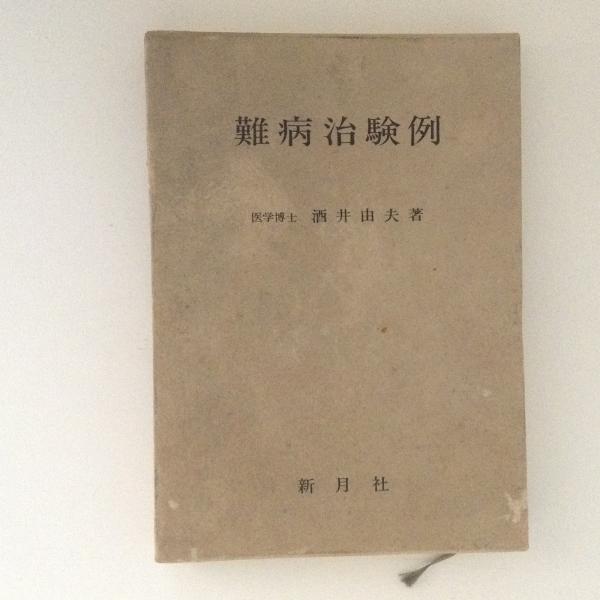 難病治験例
医学博士 酒井由夫著
新月社